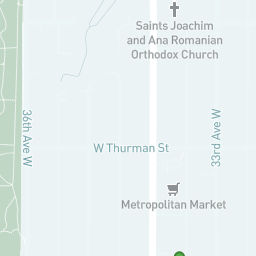 Saints Joachim
and Ana Romanian
Orthodox Church
36th Ave W
33rd Ave W
W Thurman St
Metropolitan Market